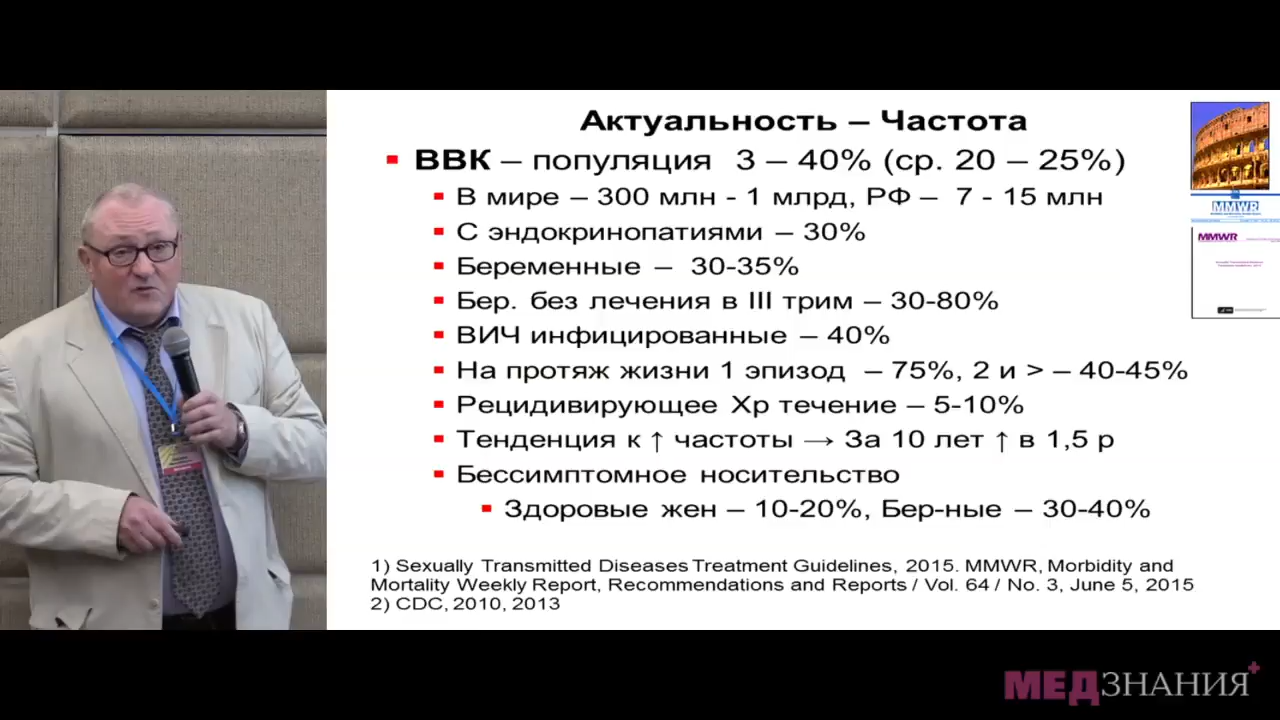 Актуальность – Частота
ВВК – популяция 3 – 40% (ср. 20 – 25%)
В мире – 300 млн - 1 млрд, РФ – 7 - 15 млн
С эндокринопатиями – 30%
Беременные – 30-35%
Бер. без лечения в III трим – 30-80%
ВИЧ инфицированные – 40%
На протяж жизни 1 эпизод – 75%, 2 и > – 40-45%
Рецидивирующее Хр течение – 5-10%
Тенденция к ↑ частоты → За 10 лет ↑ в 1,5 р
Бессимптомное носительство
Здоровые жен – 10-20%, Бер-ные – 30-40%
1) Sexually Transmitted Diseases Treatment Guidelines, 2015. MMWR, Morbidity and
Mortality Weekly Report, Recommendations and Reports / Vol. 64 / No. 3, June 5, 2015
2) CDC, 2010, 2013
MMWR
MMWR
МЕДЗНАНИЯ+